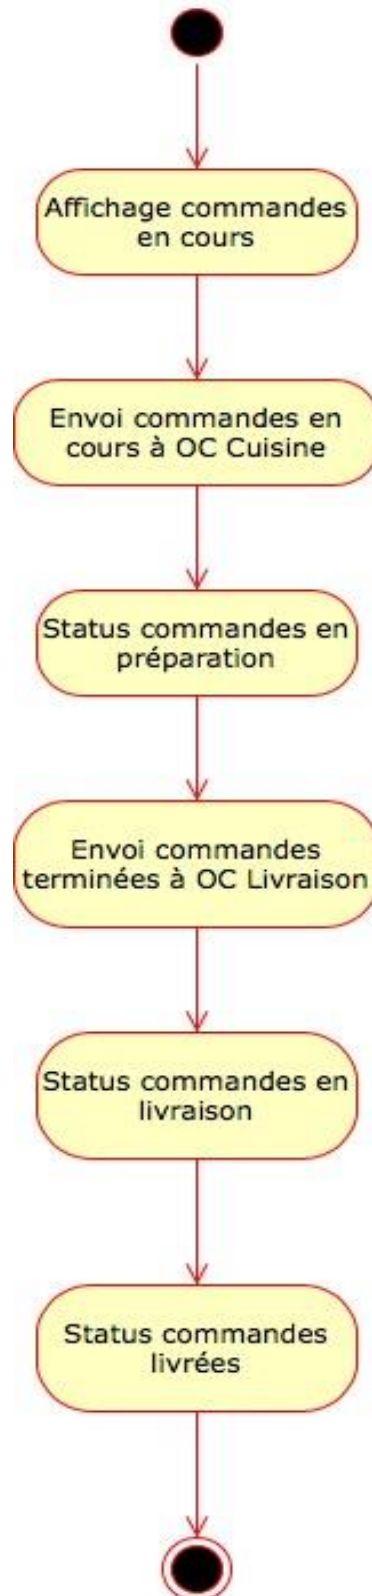 Affichage commandes
en cours
Envoi commandes en
cours à OC Cuisine
Status commandes en
préparation
Envoi commandes
terminées à OC Livraison
Status commandes en
livraison
Status commandes
livrées